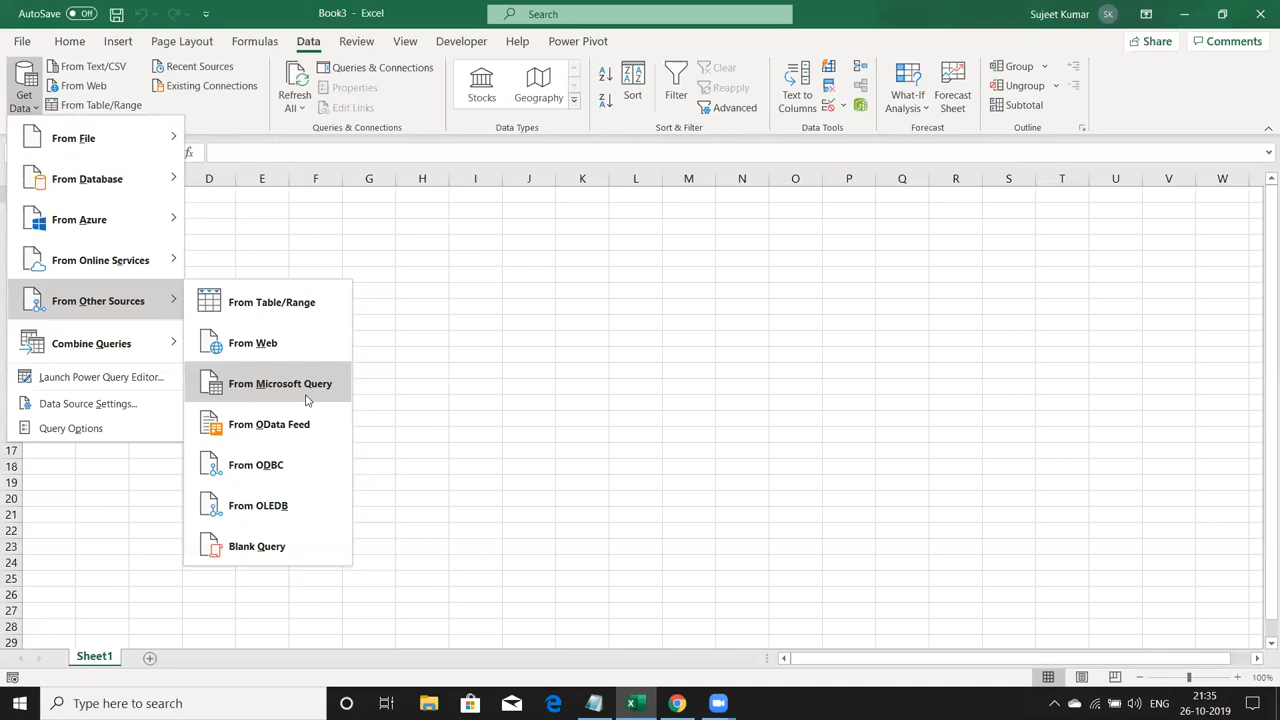 AutoSave Off
Book3 - Excel
Search
Sujeet Kumar SK
File Home Insert Page Layout Formulas Data Review View Developer Help Power Pivot
Share Comments
Get Data
From Text/CSV
From Web
From Table/Range
Recent Sources
Existing Connections
Refresh All
Queries & Connections
Properties
Edit Links
Queries & Connections
Stocks Geography
Data Types
Sort
Filter
Clear
Reapply
Advanced
Sort & Filter
Text to Columns
Data Tools
What-If Analysis
Forecast Sheet
Forecast
Group
Ungroup
Subtotal
Outline
fx
From File
From Database
From Azure
From Online Services
From Other Sources
Combine Queries
Launch Power Query Editor...
Data Source Settings...
Query Options
From Table/Range
From Web
From Microsoft Query
From OData Feed
From ODBC
From OLEDB
Blank Query
D E F G H I J K L M N O P Q R S T U V W
17
18
19
20
21
22
23
24
25
26
27
28
29
Sheet1
100%
Type here to search
ENG
21:35
26-10-2019